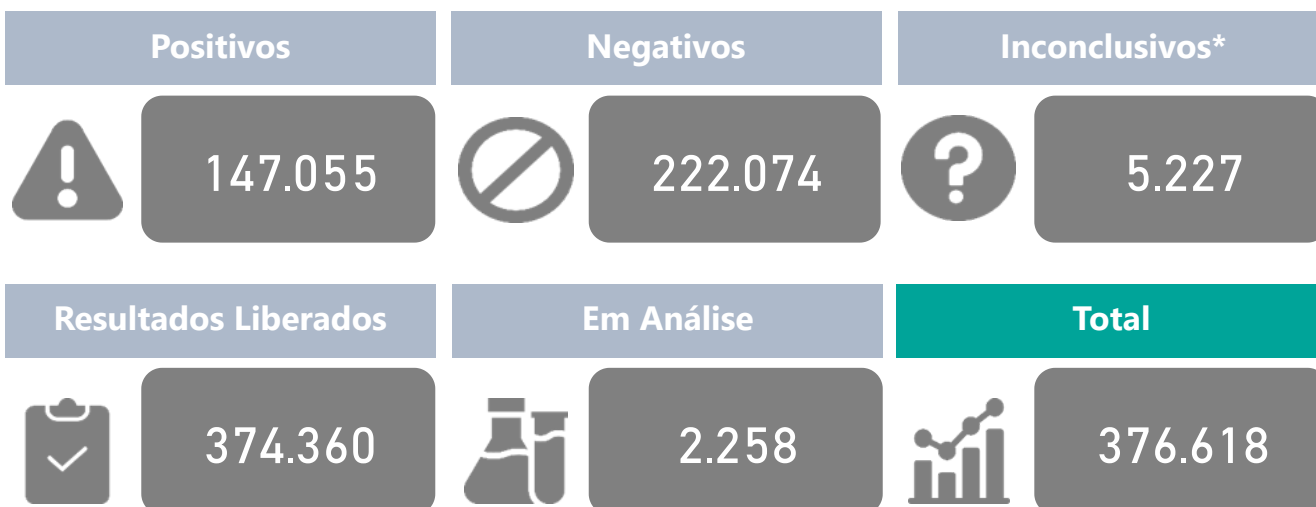 Positivos
Negativos
Inconclusivos*
147.055
222.074
5.227
Resultados Liberados
Em Análise
Total
374.360
2.258
376.618